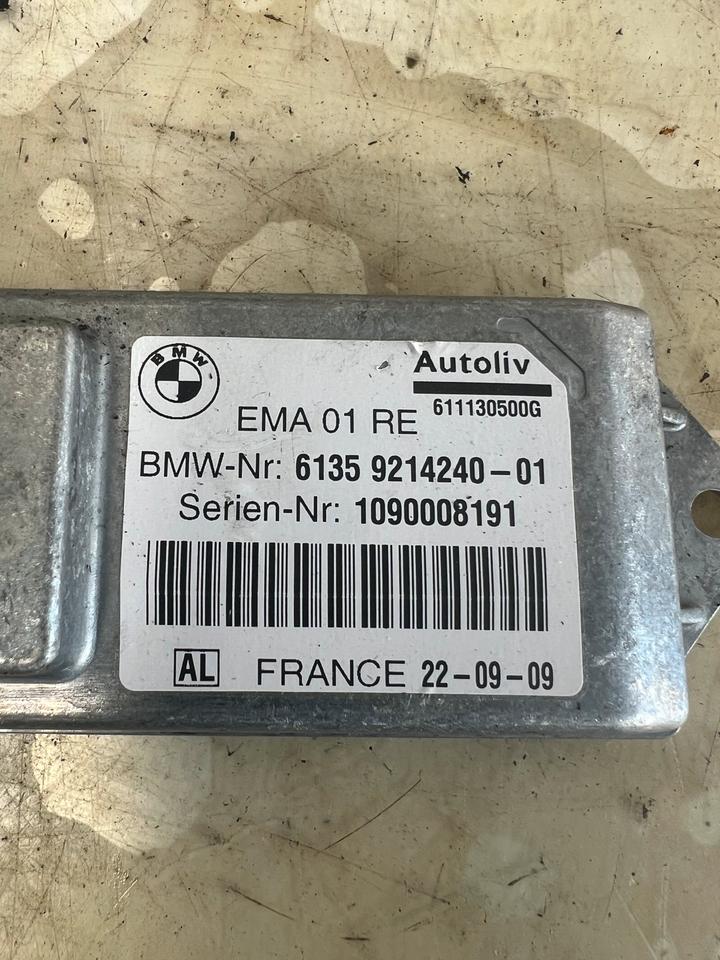 BMW
Autoliv
611130500G
EMA 01 RE
BMW-Nr: 6135 9214240-01
Serien-Nr: 1090008191
AL FRANCE 22-09-09